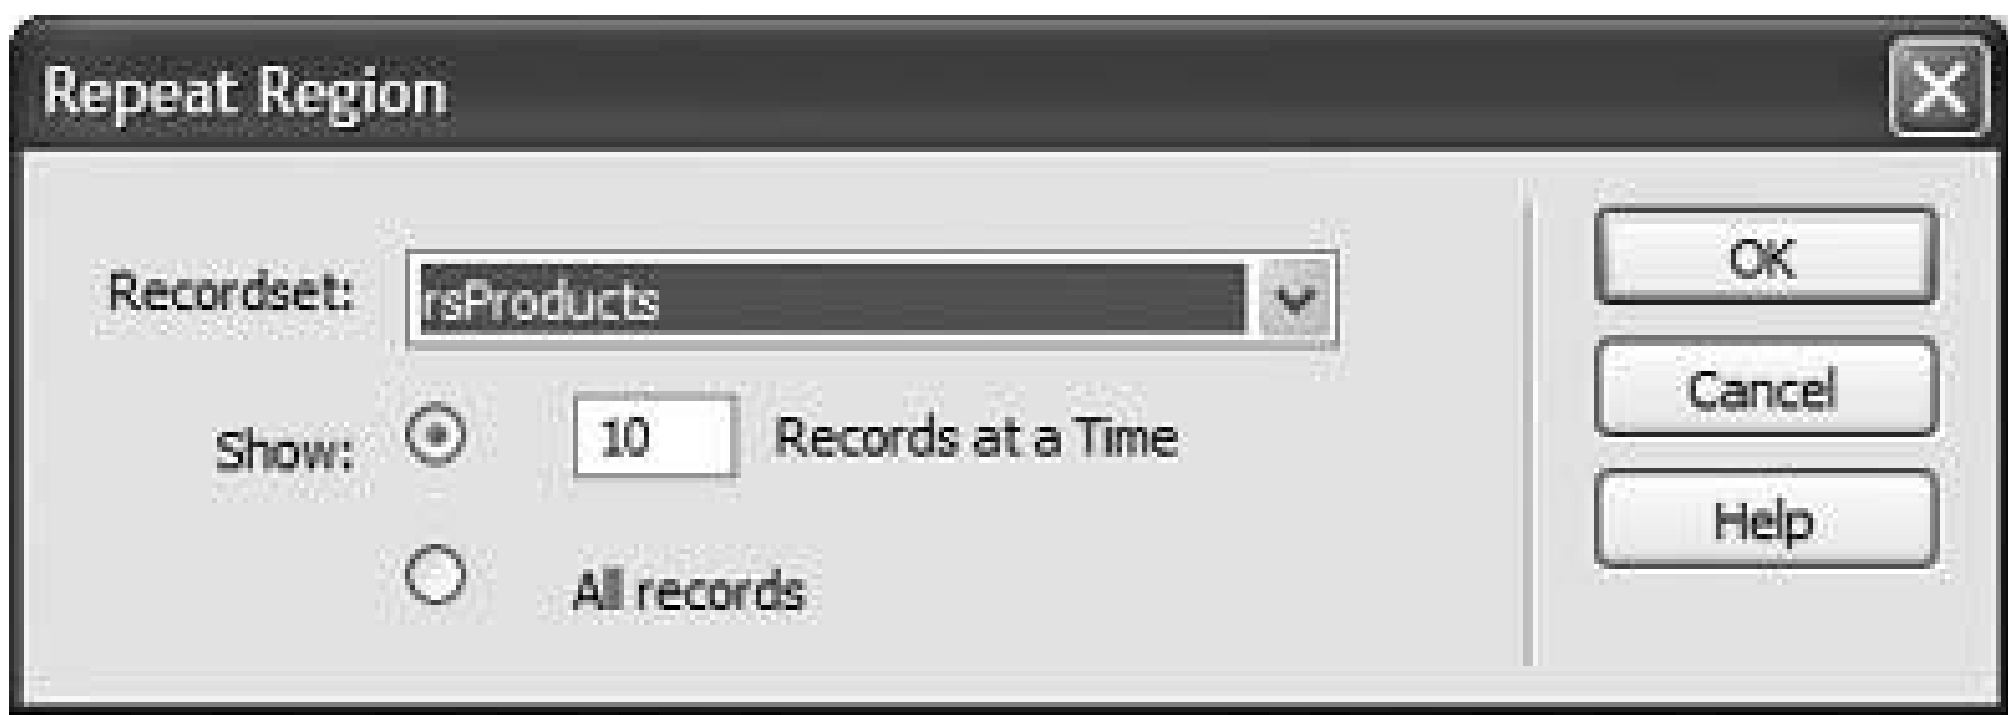 Repeat Region
Recordset: rsProducts
Show: 10 Records at a Time
All records
OK
Cancel
Help